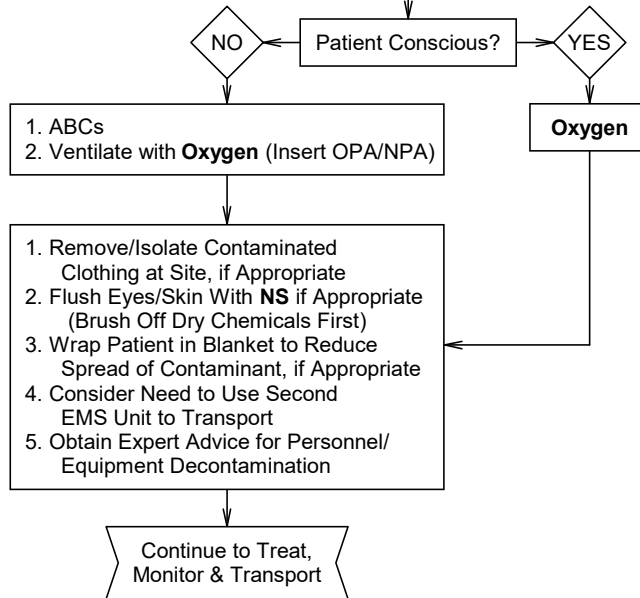 Patient Conscious?
NO
YES
1. ABCs
2. Ventilate with Oxygen (Insert OPA/NPA)
Oxygen
1. Remove/Isolate Contaminated
Clothing at Site, if Appropriate
2. Flush Eyes/Skin With NS if Appropriate
(Brush Off Dry Chemicals First)
3. Wrap Patient in Blanket to Reduce
Spread of Contaminant, if Appropriate
4. Consider Need to Use Second
EMS Unit to Transport
5. Obtain Expert Advice for Personnel/
Equipment Decontamination
Continue to Treat,
Monitor & Transport